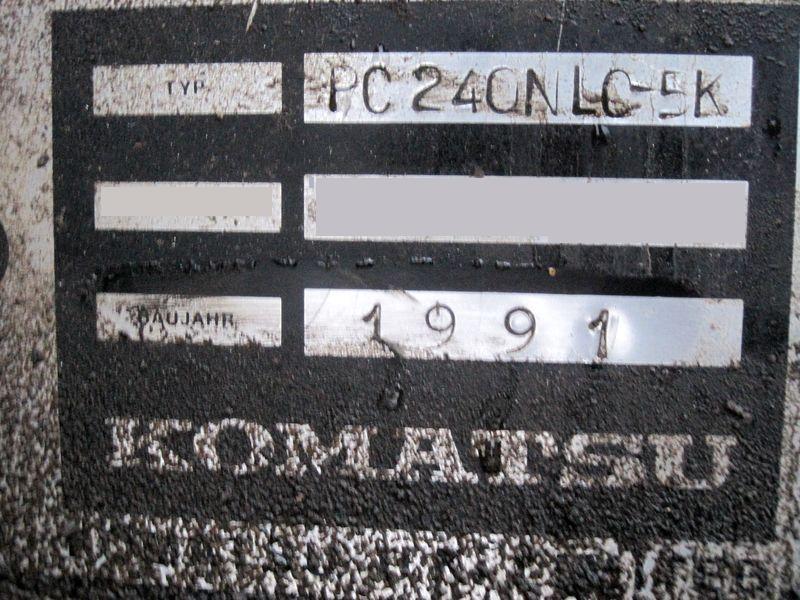 TYP PC 240NLC-5K
BAUJAHR 1991
KOMATSU